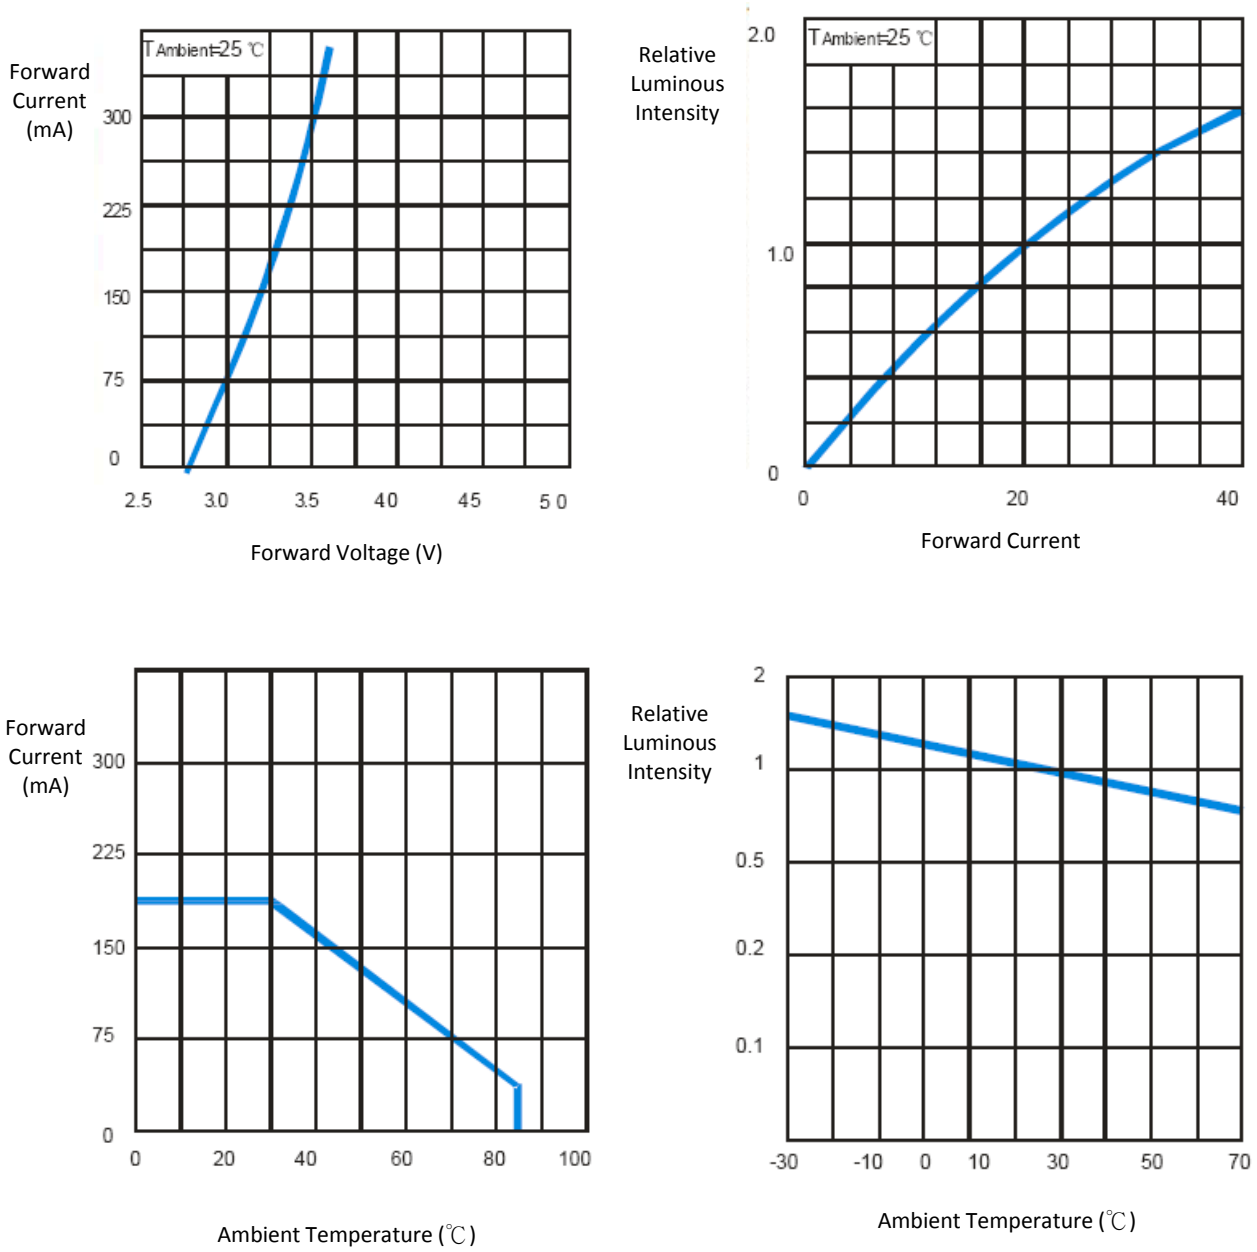 Forward
Current
(mA)
T Ambient=25 ℃
300
225
150
75
0
2.5 3.0 3.5 40 45 5 0
Forward Voltage (V)
Relative
Luminous
Intensity
T Ambient=25 ℃
2.0
1.0
0
0 20 40
Forward Current
Forward
Current
(mA)
300
225
150
75
0
0 20 40 60 80 100
Ambient Temperature (℃)
Relative
Luminous
Intensity
2
1
0.5
0.2
0.1
-30 -10 0 10 30 50 70
Ambient Temperature (℃)